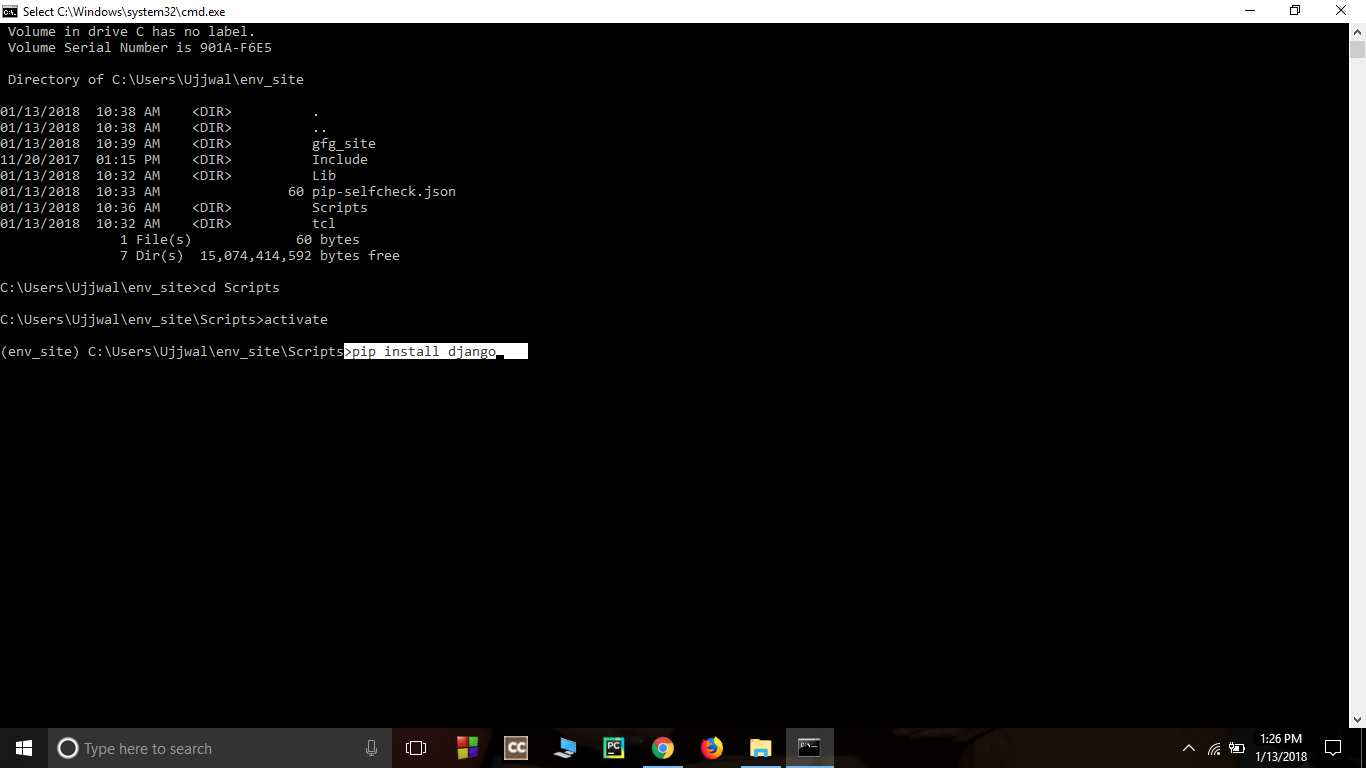 Select C:\Windows\system32\cmd.exe
Volume in drive C has no label.
Volume Serial Number is 901A-F6E5
Directory of C:\Users\Ujjwal\env_site
01/13/2018  10:38 AM    <DIR>          .
01/13/2018  10:38 AM    <DIR>          ..
01/13/2018  10:39 AM    <DIR>          gfg_site
11/20/2017  01:15 PM    <DIR>          Include
01/13/2018  10:32 AM    <DIR>          Lib
01/13/2018  10:33 AM                60 pip-selfcheck.json
01/13/2018  10:36 AM    <DIR>          Scripts
01/13/2018  10:32 AM    <DIR>          tcl
1 File(s)             60 bytes
7 Dir(s)  15,074,414,592 bytes free
C:\Users\Ujjwal\env_site>cd Scripts
C:\Users\Ujjwal\env_site\Scripts>activate
(env_site) C:\Users\Ujjwal\env_site\Scripts>pip install django
Type here to search
CC
PC
1:26 PM
1/13/2018